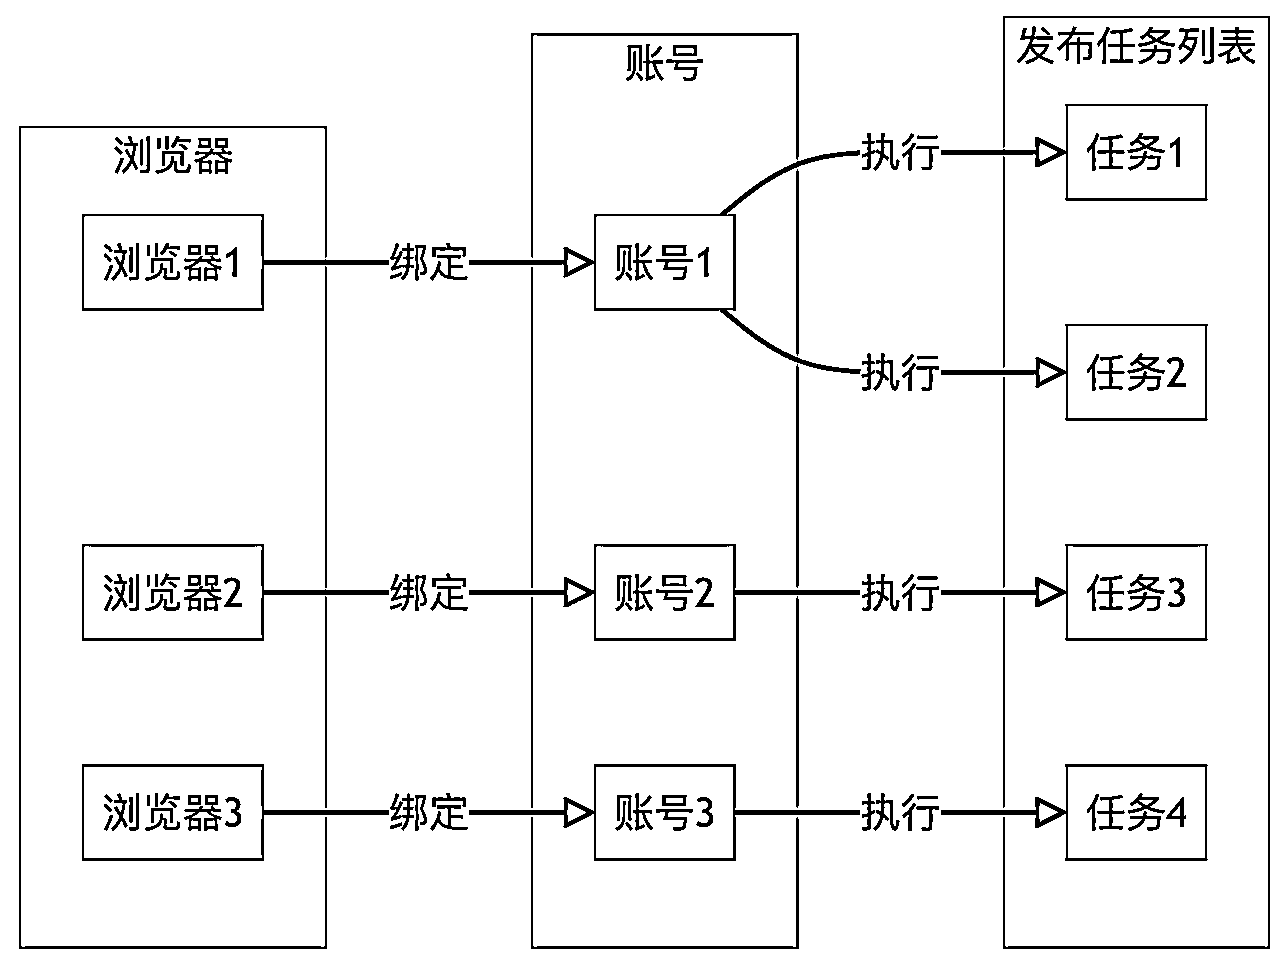 浏览器
账号
发布任务列表
浏览器1
绑定
账号1
执行
任务1
执行
任务2
浏览器2
绑定
账号2
执行
任务3
浏览器3
绑定
账号3
执行
任务4